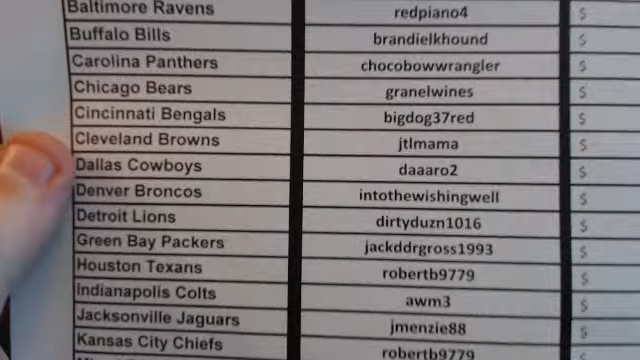 Baltimore Ravens redpiano4 $
Buffalo Bills brandielkhound $
Carolina Panthers chocobowwrangler $
Chicago Bears granelwines $
Cincinnati Bengals bigdog37red $
Cleveland Browns jtlmama $
Dallas Cowboys daaaro2 $
Denver Broncos intothewishingwell $
Detroit Lions dirtyduzn1016 $
Green Bay Packers jackddrgross1993 $
Houston Texans robertb9779 $
Indianapolis Colts awm3 $
Jacksonville Jaguars jmenzie88 $
Kansas City Chiefs robertb9779 $